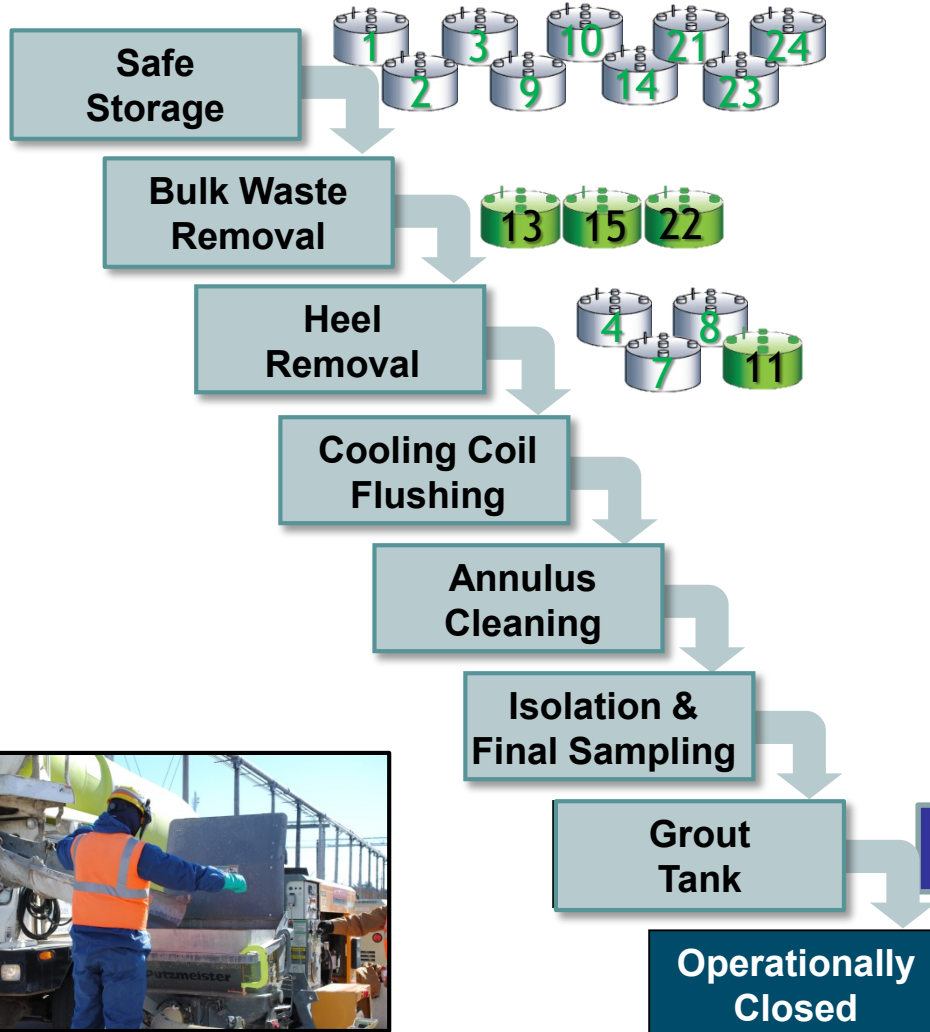 Safe
Storage
1 3 10 21 24
2 9 14 23
Bulk Waste
Removal
13 15 22
Heel
Removal
4 8
7 11
Cooling Coil
Flushing
Annulus
Cleaning
Isolation &
Final Sampling
Grout
Tank
Operationally
Closed
Putzmeister